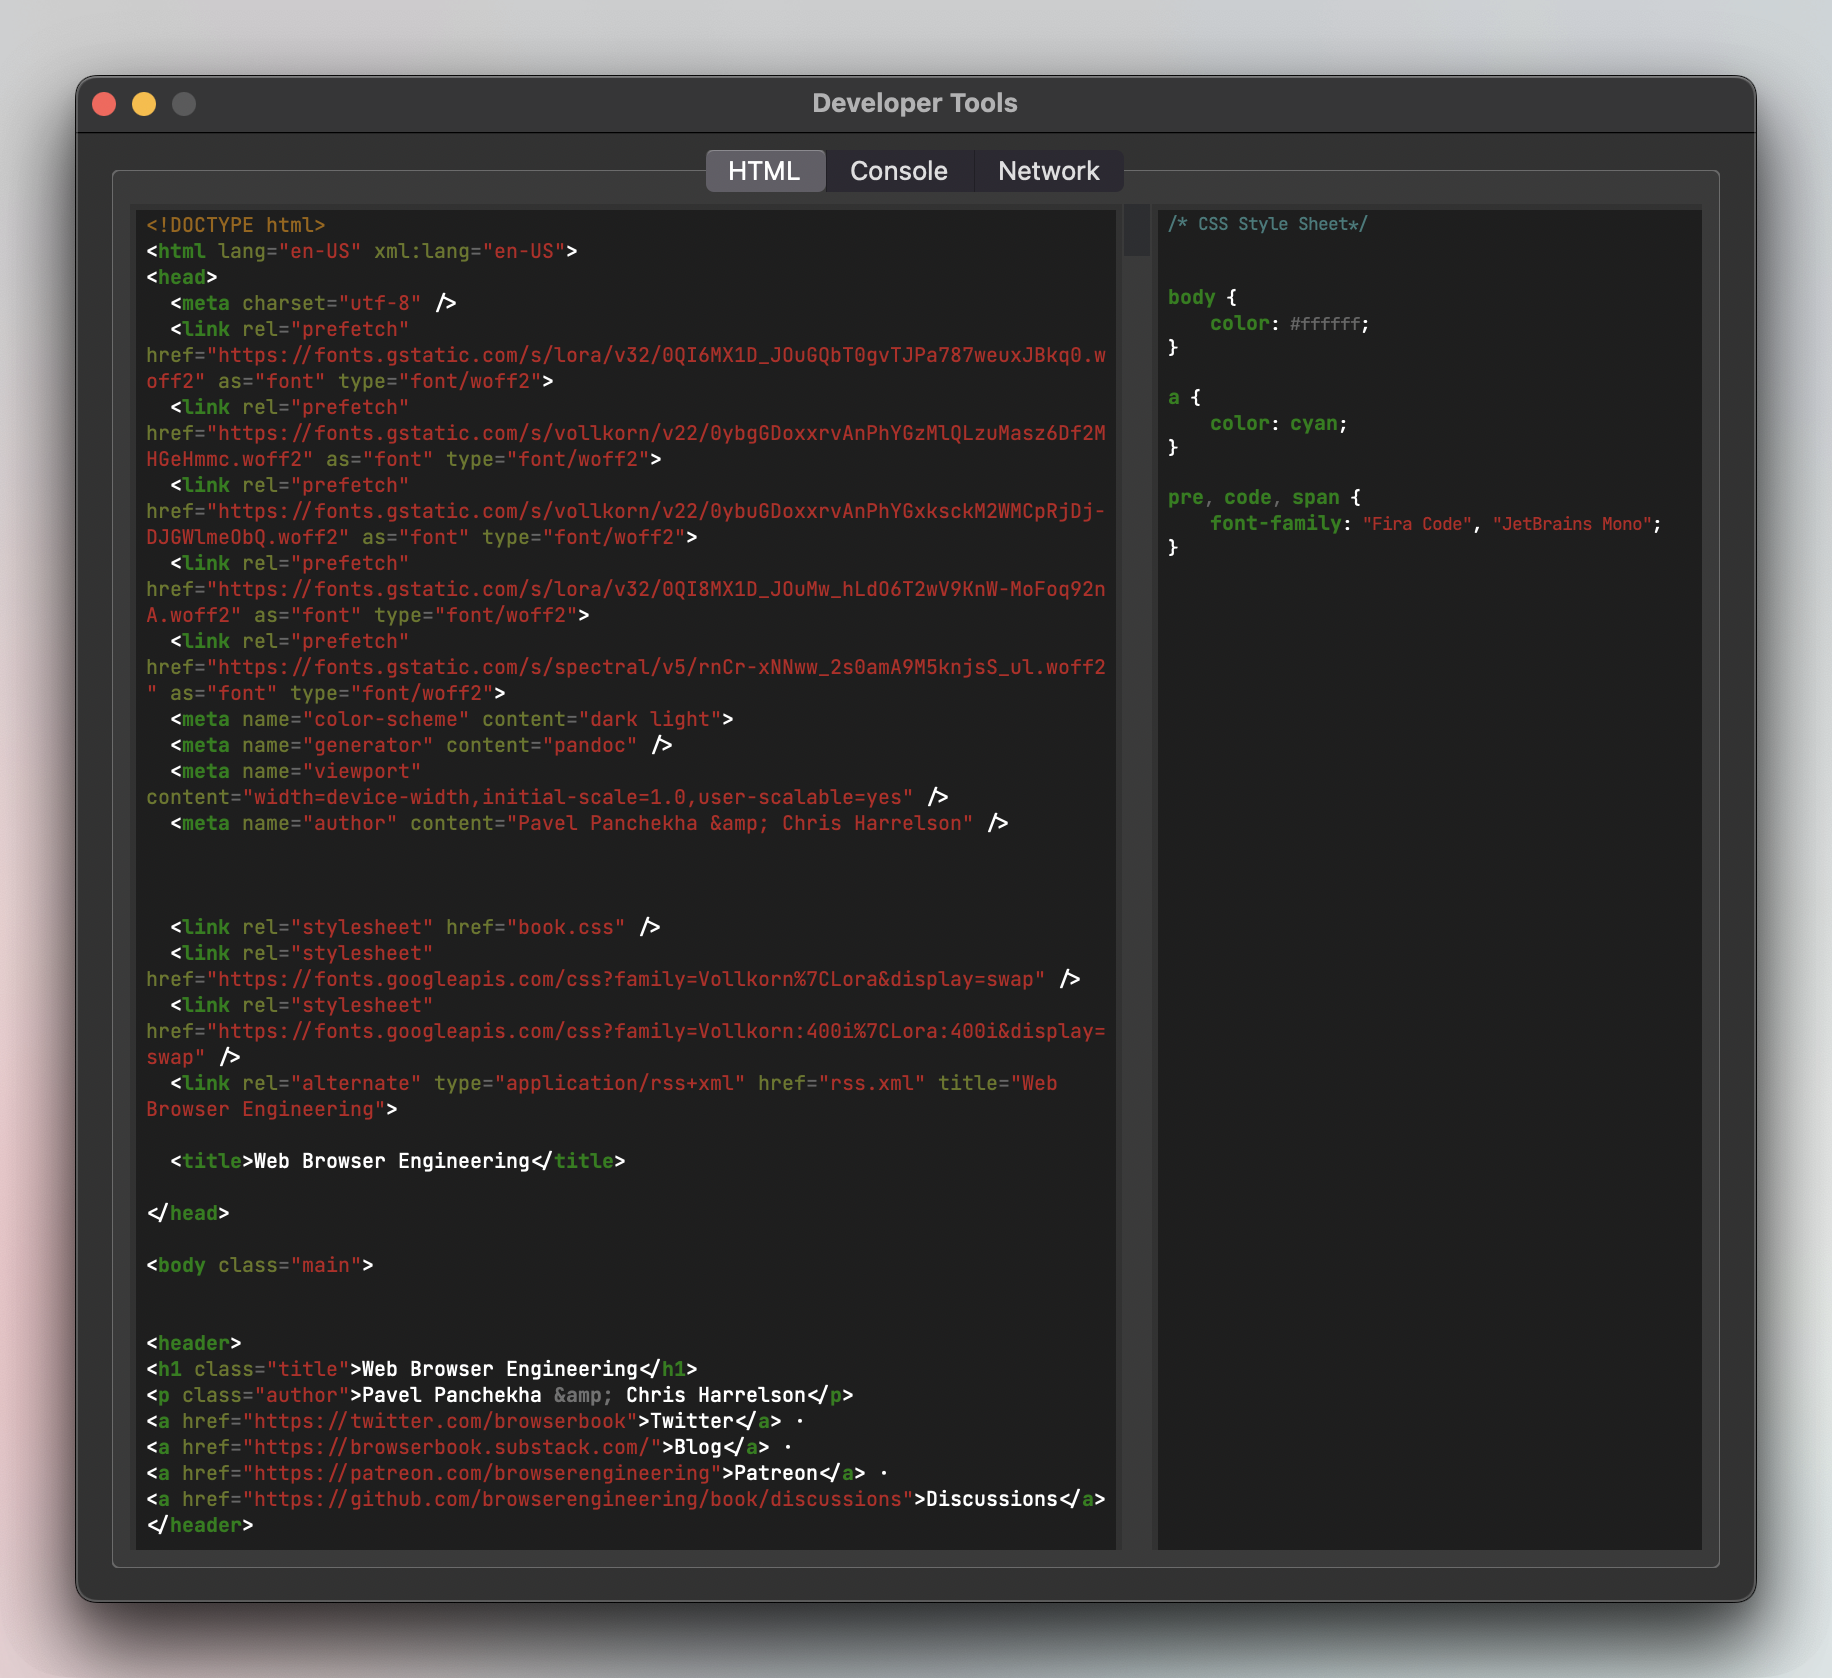 Developer Tools
HTML Console Network
<!DOCTYPE html>
<html lang="en-US" xml:lang="en-US">
<head>
  <meta charset="utf-8" />
  <link rel="prefetch"
href="https://fonts.gstatic.com/s/lora/v32/0QI6MX1D_JOuGQbT0gvTJPa787weuxJBkq0.w
off2" as="font" type="font/woff2">
  <link rel="prefetch"
href="https://fonts.gstatic.com/s/vollkorn/v22/0ybgGDoxxrvAnPhYGzMlQLzuMasz6Df2M
HGeHmmc.woff2" as="font" type="font/woff2">
  <link rel="prefetch"
href="https://fonts.gstatic.com/s/vollkorn/v22/0ybuGDoxxrvAnPhYGxksckM2WMCpRjDj-
DJGWlmeObQ.woff2" as="font" type="font/woff2">
  <link rel="prefetch"
href="https://fonts.gstatic.com/s/lora/v32/0QI8MX1D_JOuMw_hLdO6T2wV9KnW-MoFoq92n
A.woff2" as="font" type="font/woff2">
  <link rel="prefetch"
href="https://fonts.gstatic.com/s/spectral/v5/rnCr-xNNww_2s0amA9M5knjsS_ul.woff2
" as="font" type="font/woff2">
  <meta name="color-scheme" content="dark light">
  <meta name="generator" content="pandoc" />
  <meta name="viewport"
content="width=device-width,initial-scale=1.0,user-scalable=yes" />
  <meta name="author" content="Pavel Panchekha &amp; Chris Harrelson" />
  <link rel="stylesheet" href="book.css" />
  <link rel="stylesheet"
href="https://fonts.googleapis.com/css?family=Vollkorn%7CLora&display=swap" />
  <link rel="stylesheet"
href="https://fonts.googleapis.com/css?family=Vollkorn:400i%7CLora:400i&display=
swap" />
  <link rel="alternate" type="application/rss+xml" href="rss.xml" title="Web
Browser Engineering">
  <title>Web Browser Engineering</title>
</head>
<body class="main">
<header>
<h1 class="title">Web Browser Engineering</h1>
<p class="author">Pavel Panchekha &amp; Chris Harrelson</p>
<a href="https://twitter.com/browserbook">Twitter</a> ·
<a href="https://browserbook.substack.com/">Blog</a> ·
<a href="https://patreon.com/browserengineering">Patreon</a> ·
<a href="https://github.com/browserengineering/book/discussions">Discussions</a>
</header>
/* CSS Style Sheet*/
body {
    color: #ffffff;
}
a {
    color: cyan;
}
pre, code, span {
    font-family: "Fira Code", "JetBrains Mono";
}